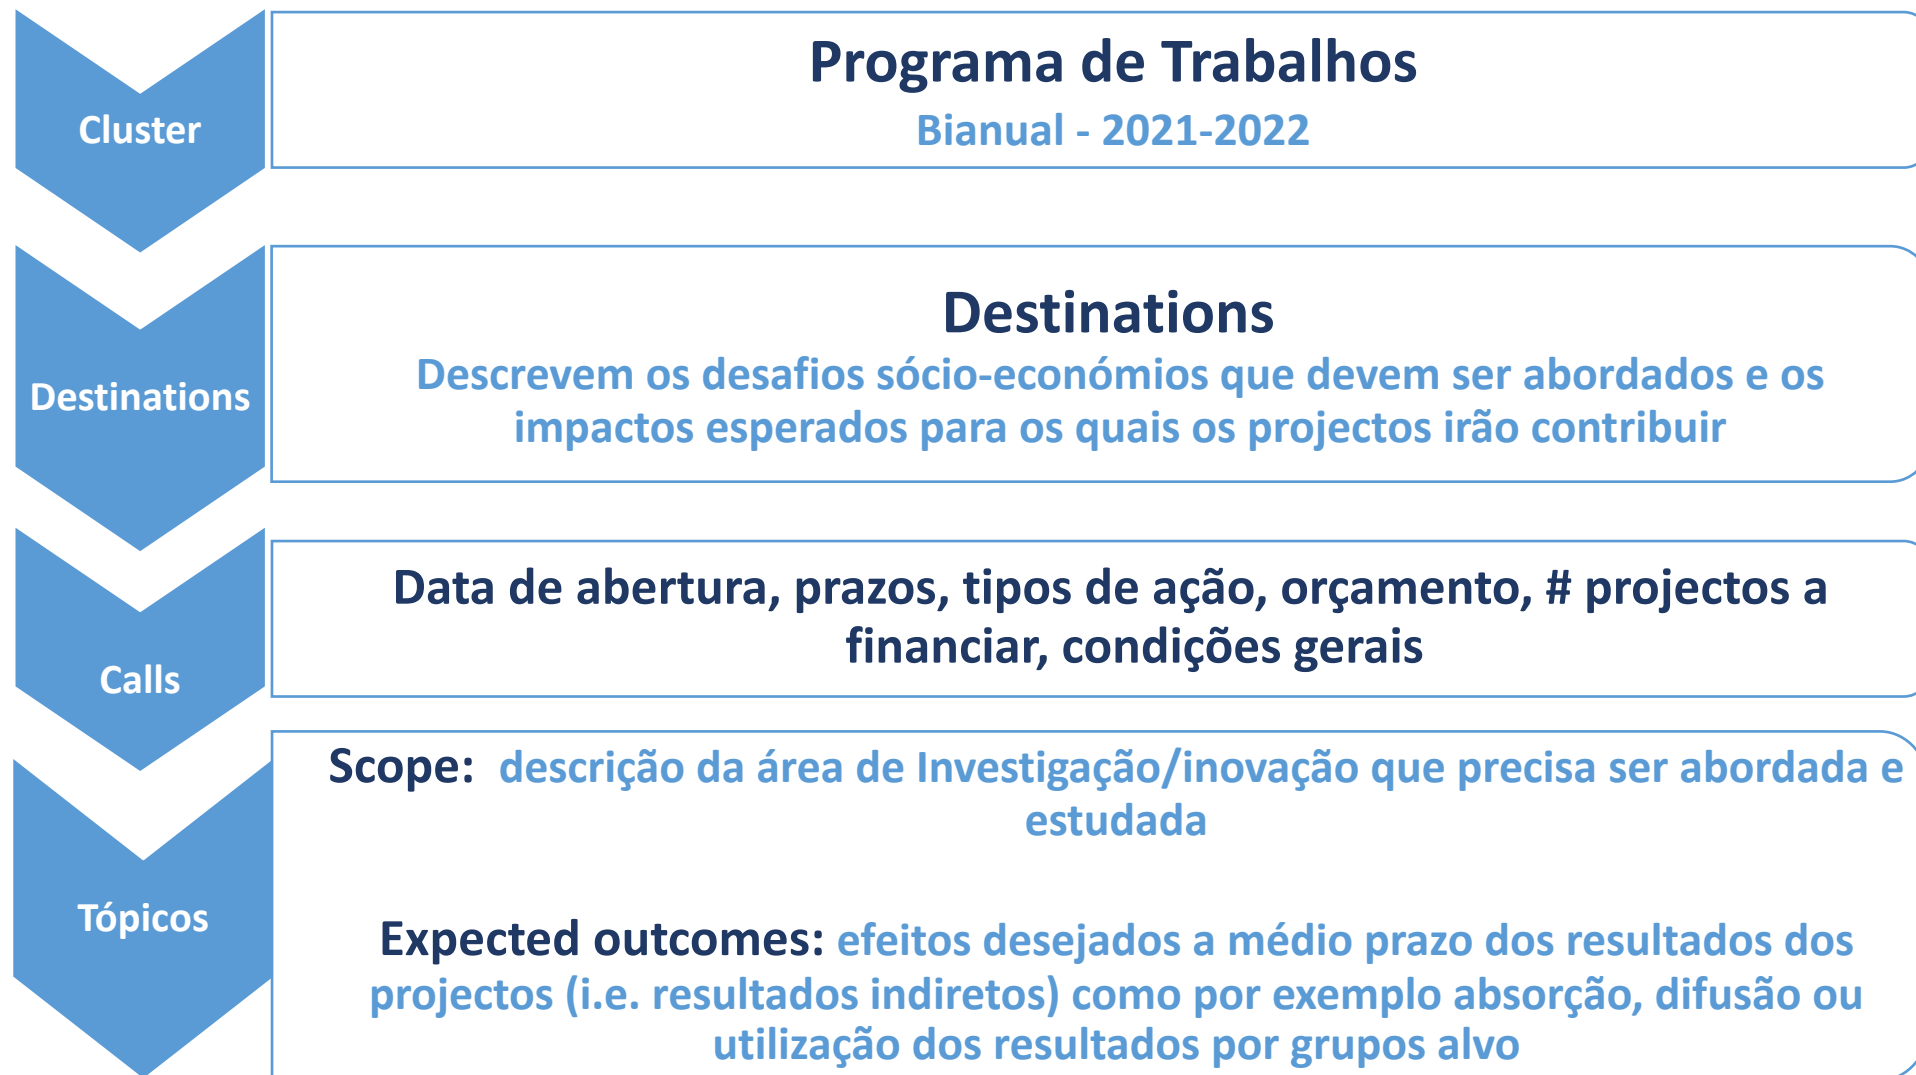 Cluster
Programa de Trabalhos
Bianual - 2021-2022
Destinations
Destinations
Descrevem os desafios sócio-económios que devem ser abordados e os
impactos esperados para os quais os projectos irão contribuir
Calls
Data de abertura, prazos, tipos de ação, orçamento, # projectos a
financiar, condições gerais
Tópicos
Scope: descrição da área de Investigação/inovação que precisa ser abordada e
estudada
Expected outcomes: efeitos desejados a médio prazo dos resultados dos
projectos (i.e. resultados indiretos) como por exemplo absorção, difusão ou
utilização dos resultados por grupos alvo